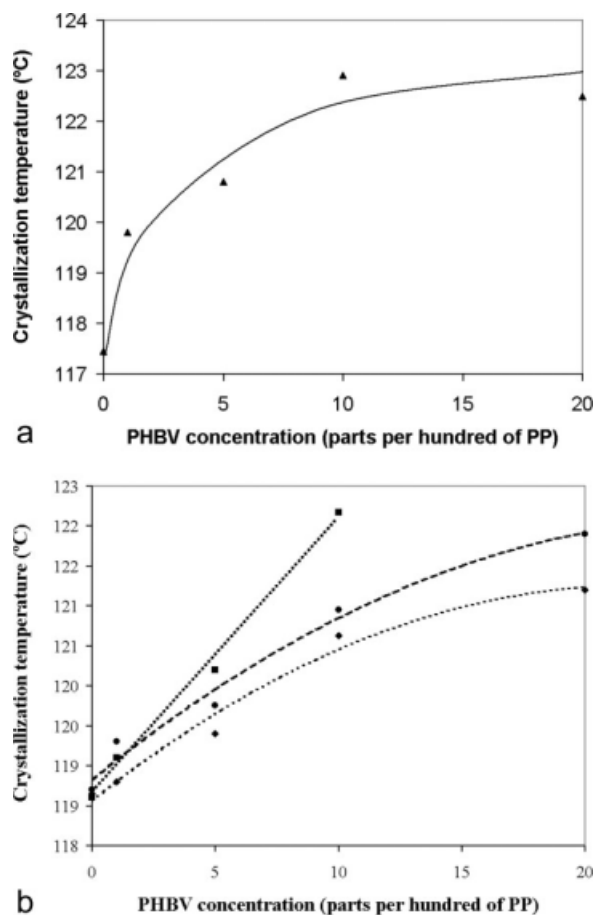 124
123
122
121
120
119
118
117
Crystallization temperature (ºC)
0 5 10 15 20
PHBV concentration (parts per hundred of PP)
a
123
122
122
121
121
120
120
119
119
118
Crystallization temperature (ºC)
0 5 10 15 20
PHBV concentration (parts per hundred of PP)
b